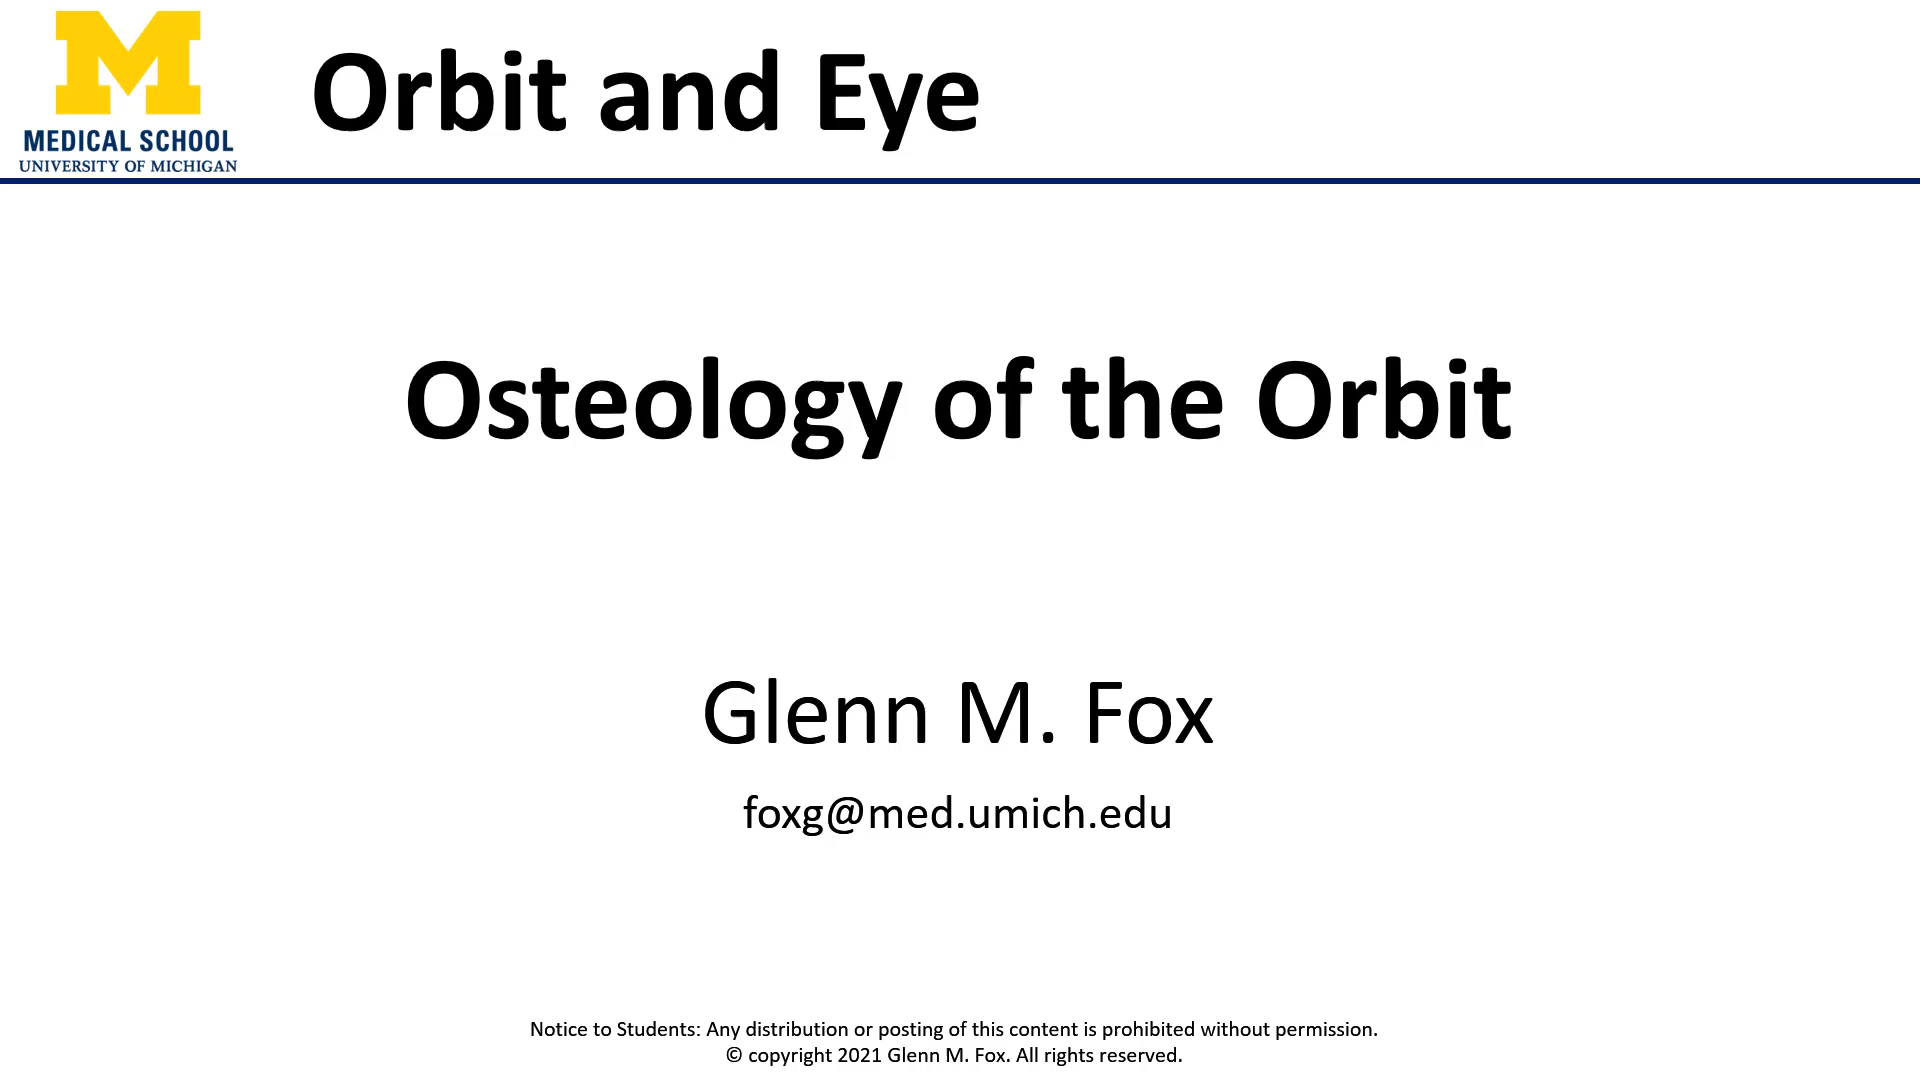 M
MEDICAL SCHOOL
UNIVERSITY OF MICHIGAN
Orbit and Eye
Osteology of the Orbit
Glenn M. Fox
foxg@med.umich.edu
Notice to Students: Any distribution or posting of this content is prohibited without permission.
© copyright 2021 Glenn M. Fox. All rights reserved.